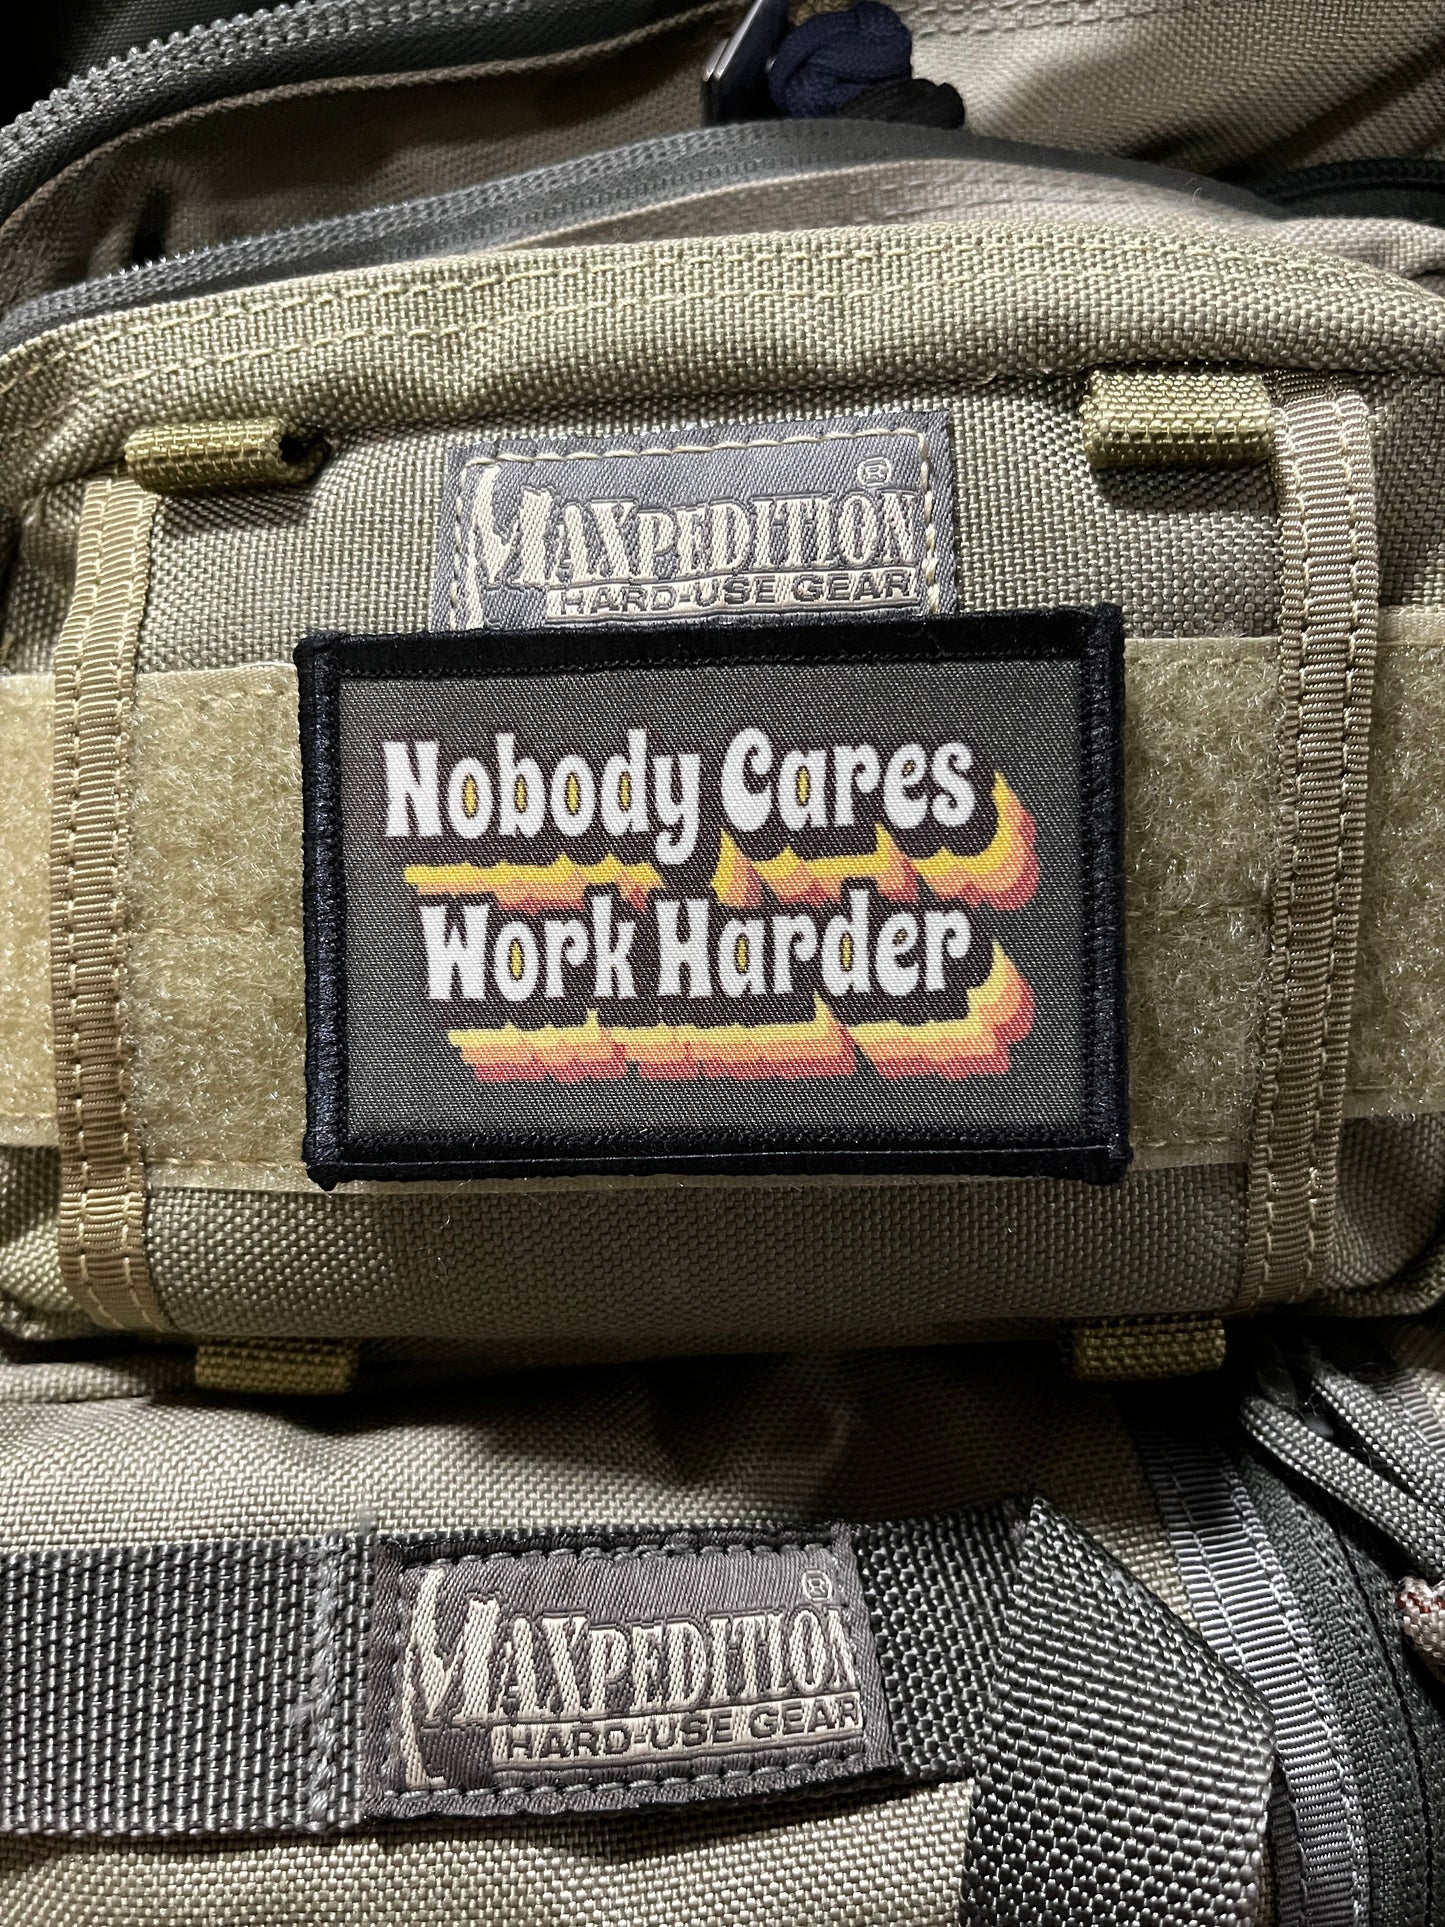 MAXPEDITION®
HARD-USE GEAR
Nobody Cares
Work Harder
MAXPEDITION®
HARD-USE GEAR